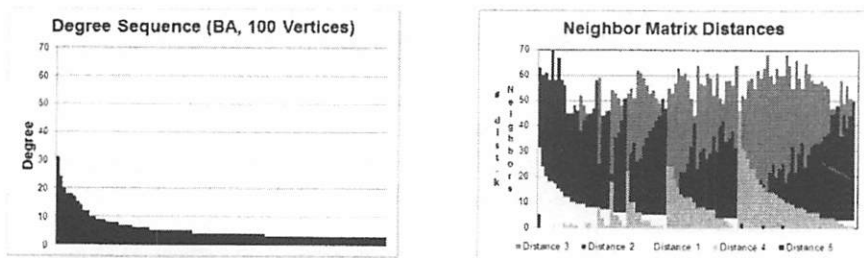 Degree Sequence (BA, 100 Vertices)
70
60
50
40
30
20
10
0
Degree
Neighbor Matrix Distances
70
60
50
40
30
20
10
0
# dist-k
Neighbors
Distance 3 Distance 2 Distance 1 Distance 4 Distance 5